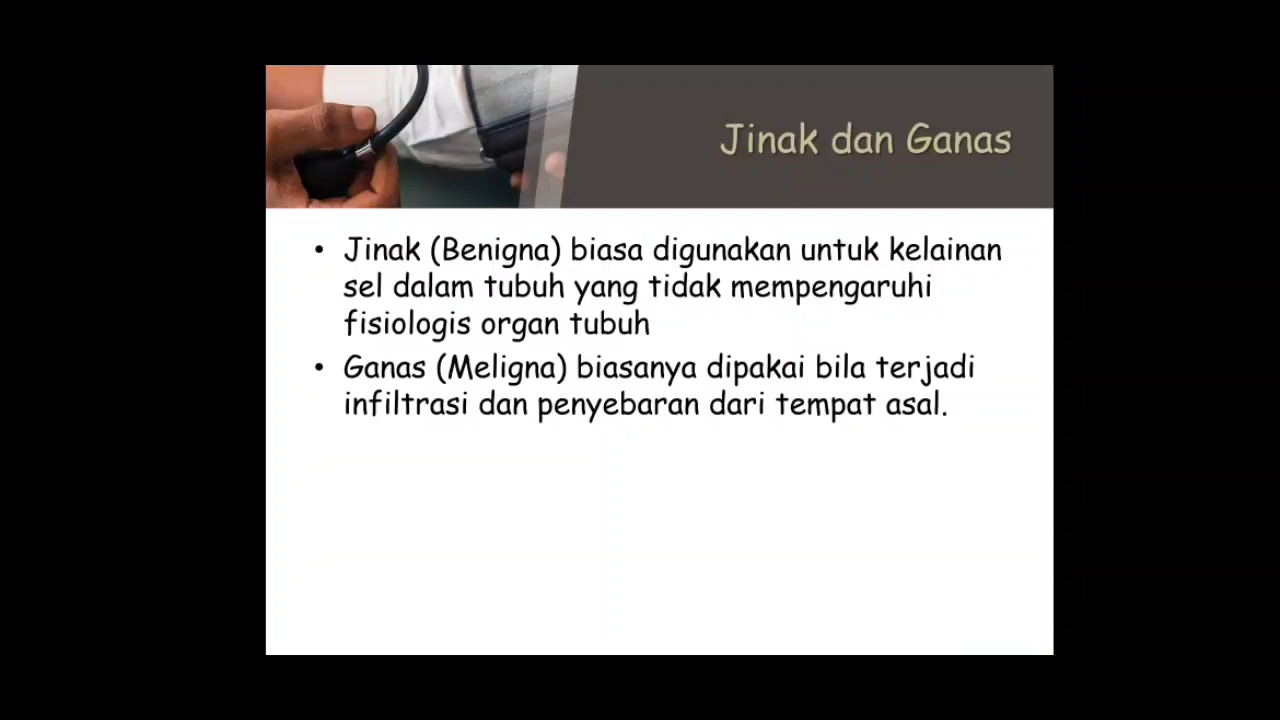 Jinak dan Ganas
• Jinak (Benigna) biasa digunakan untuk kelainan
sel dalam tubuh yang tidak mempengaruhi
fisiologis organ tubuh
• Ganas (Meligna) biasanya dipakai bila terjadi
infiltrasi dan penyebaran dari tempat asal.